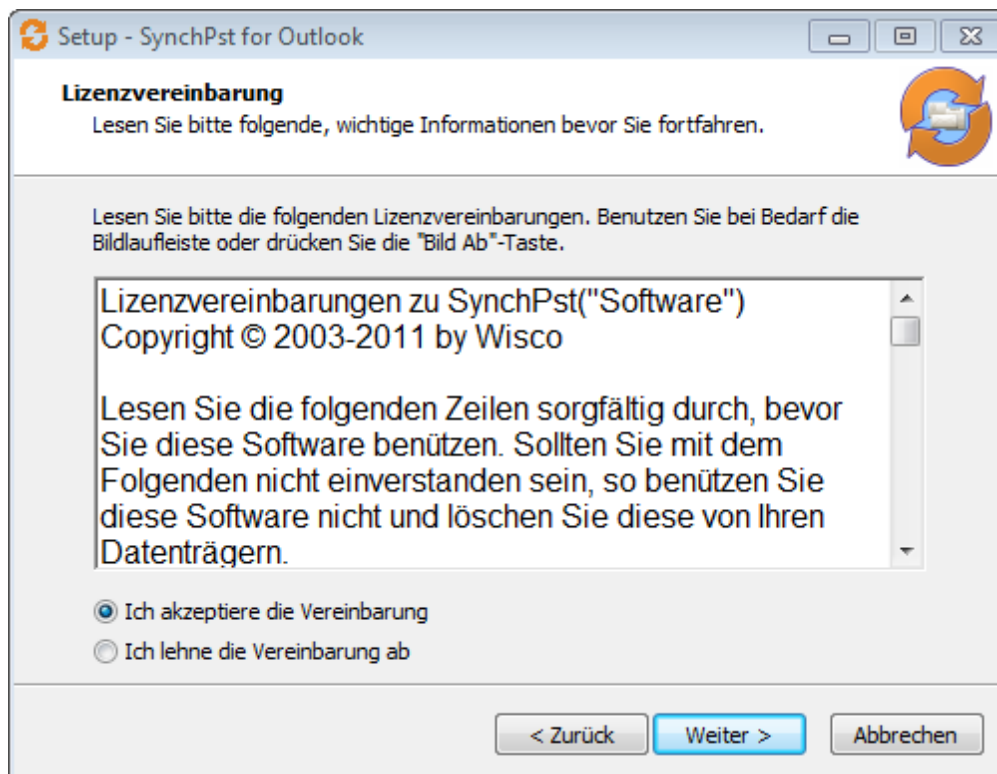 Setup - SynchPst for Outlook
Lizenzvereinbarung
Lesen Sie bitte folgende, wichtige Informationen bevor Sie fortfahren.
Lesen Sie bitte die folgenden Lizenzvereinbarungen. Benutzen Sie bei Bedarf die
Bildlaufleiste oder drücken Sie die "Bild Ab"-Taste.
Lizenzvereinbarungen zu SynchPst("Software")
Copyright © 2003-2011 by Wisco
Lesen Sie die folgenden Zeilen sorgfältig durch, bevor
Sie diese Software benützen. Sollten Sie mit dem
Folgenden nicht einverstanden sein, so benützen Sie
diese Software nicht und löschen Sie diese von Ihren
Datenträgern.
Ich akzeptiere die Vereinbarung
Ich lehne die Vereinbarung ab
< Zurück
Weiter >
Abbrechen